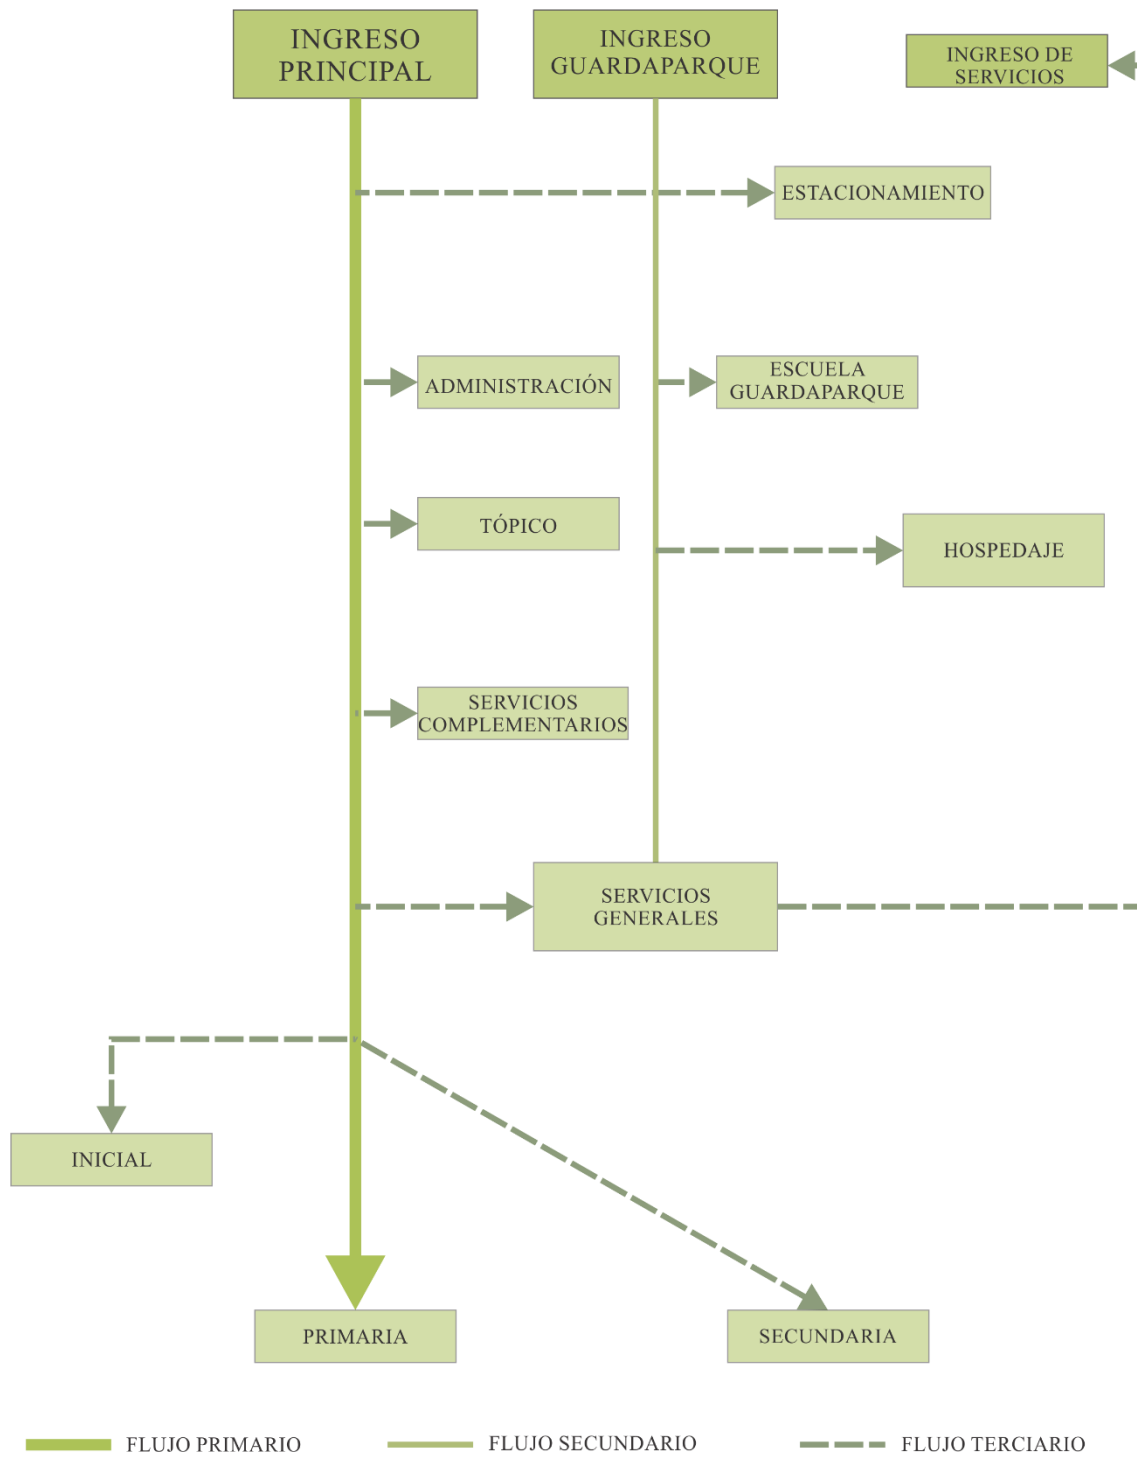 INGRESO
PRINCIPAL
INGRESO
GUARDAPARQUE
INGRESO DE
SERVICIOS
ESTACIONAMIENTO
ADMINISTRACIÓN
ESCUELA
GUARDAPARQUE
TÓPICO
HOSPEDAJE
SERVICIOS
COMPLEMENTARIOS
SERVICIOS
GENERALES
INICIAL
PRIMARIA
SECUNDARIA
FLUJO PRIMARIO
FLUJO SECUNDARIO
FLUJO TERCIARIO